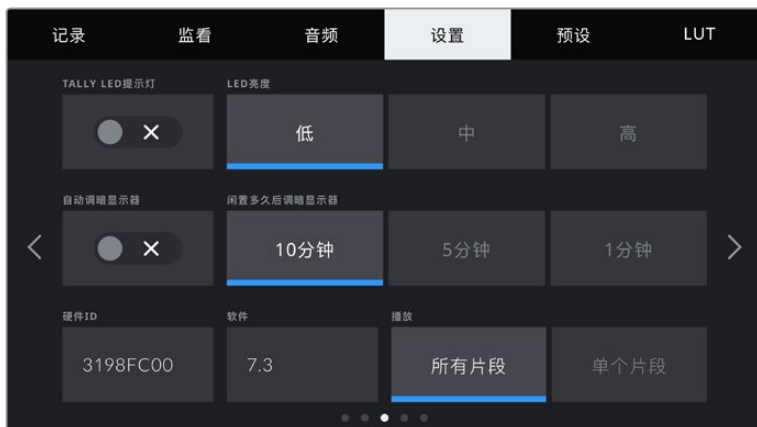 记录 监看 音频 设置 预设 LUT
TALLY LED提示灯 LED亮度
低 中 高
自动调暗显示器 闲置多久后调暗显示器
10分钟 5分钟 1分钟
硬件ID 软件 播放
3198FC00 7.3 所有片段 单个片段